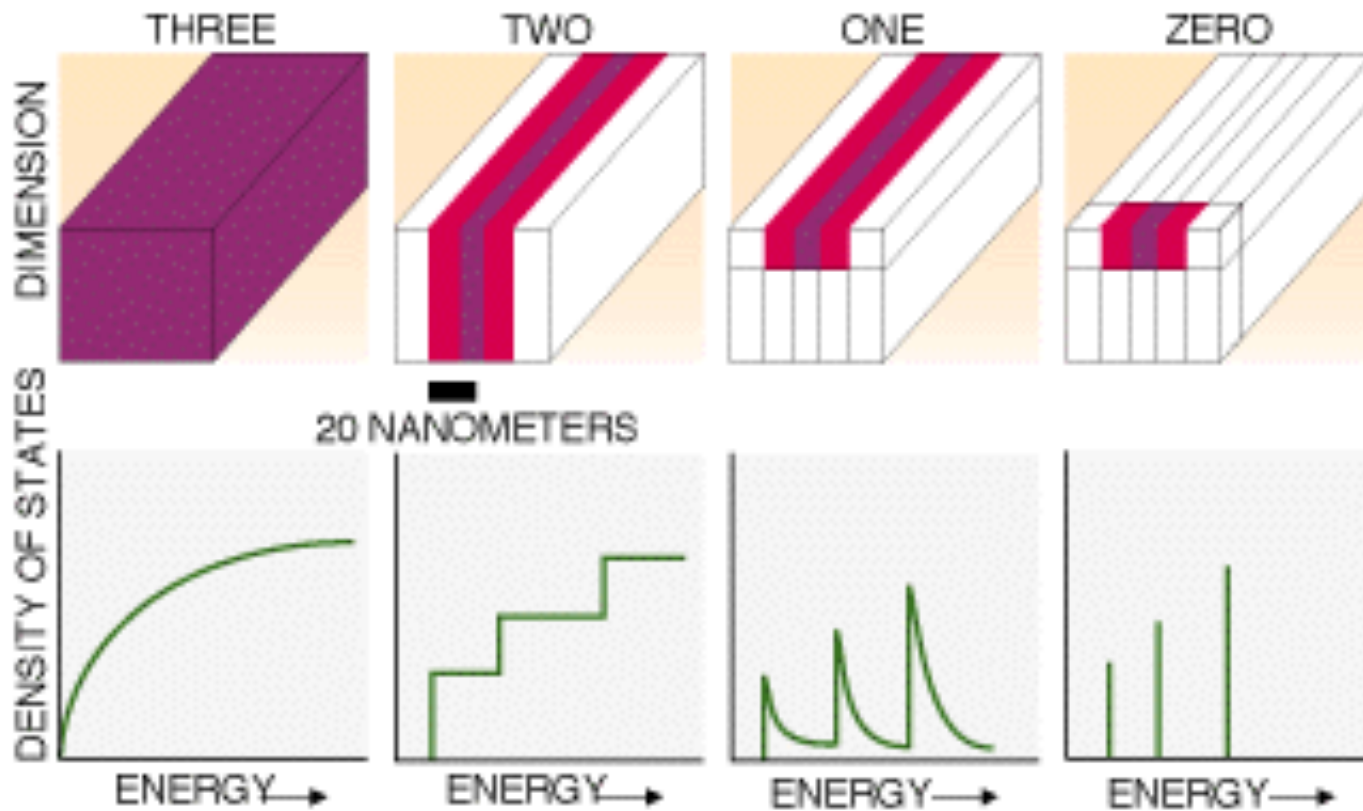 THREE
TWO
ONE
ZERO
DIMENSION
20 NANOMETERS
DENSITY OF STATES
ENERGY
ENERGY
ENERGY
ENERGY